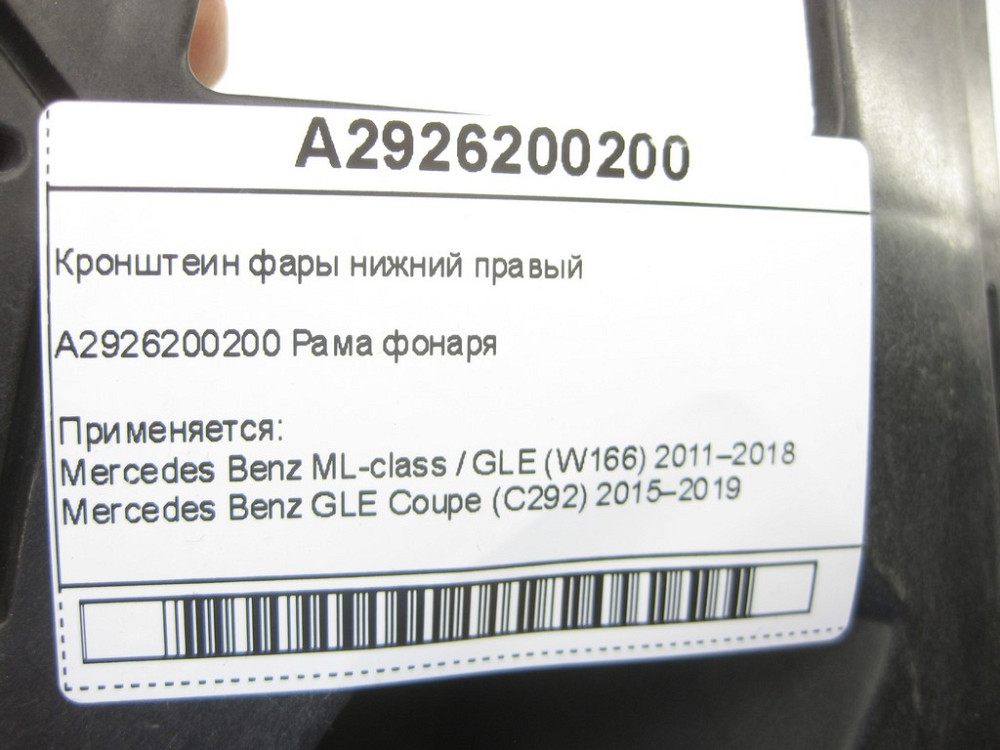 A2926200200
Кронштеин фары нижний правый
A2926200200 Рама фонаря
Применяется:
Mercedes Benz ML-class / GLE (W166) 2011–2018
Mercedes Benz GLE Coupe (C292) 2015–2019